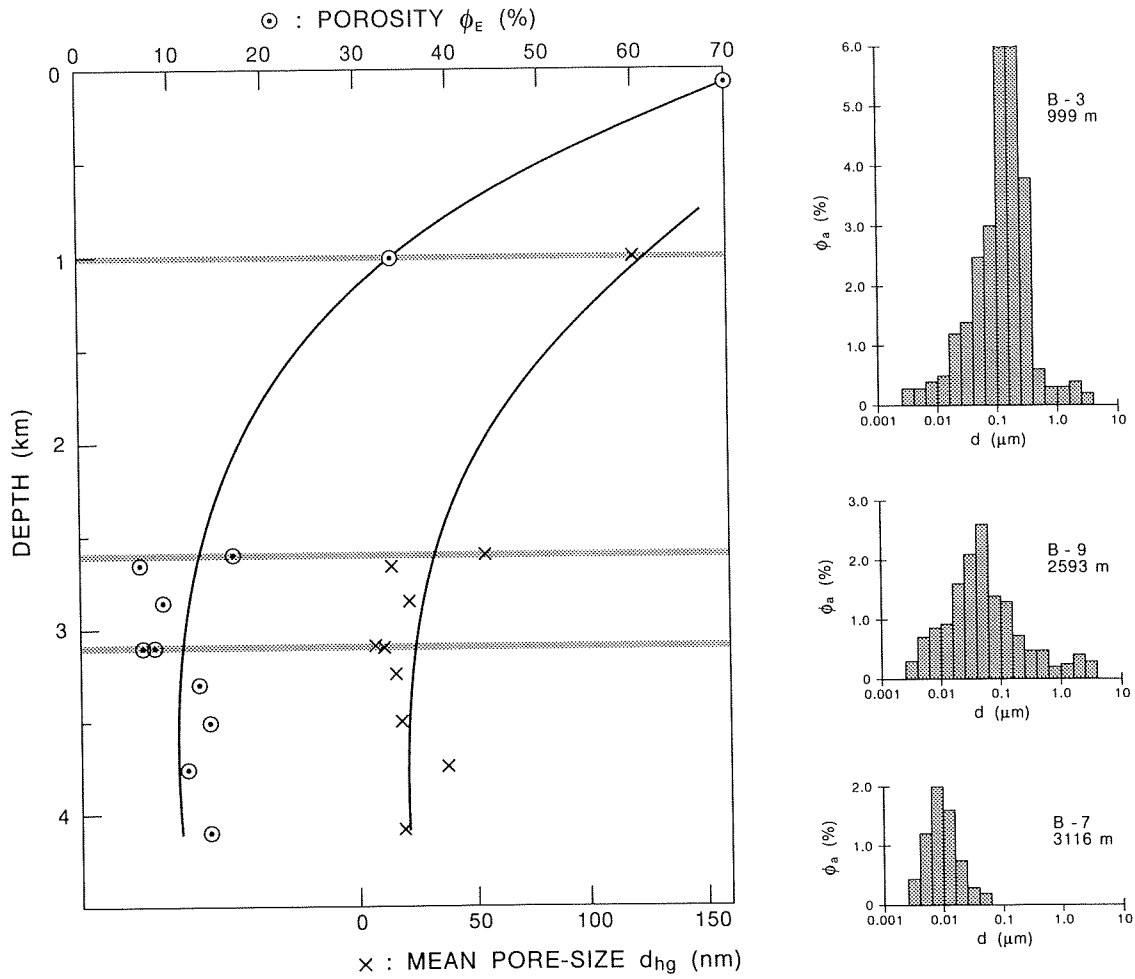 ⊙ : POROSITY ϕE (%)
0 10 20 30 40 50 60 70
0
1
2
3
4
DEPTH (km)
0 50 100 150
× : MEAN PORE-SIZE dhg (nm)
6.0
5.0
3.0
2.0
1.0
0
ϕa (%)
B - 3
999 m
0.001 0.01 0.1 1.0 10
d (μm)
3.0
2.0
1.0
0
ϕa (%)
B - 9
2593 m
0.001 0.01 0.1 1.0 10
d (μm)
2.0
1.0
0.0
ϕa (%)
B - 7
3116 m
0.001 0.01 0.1 1.0 10
d (μm)